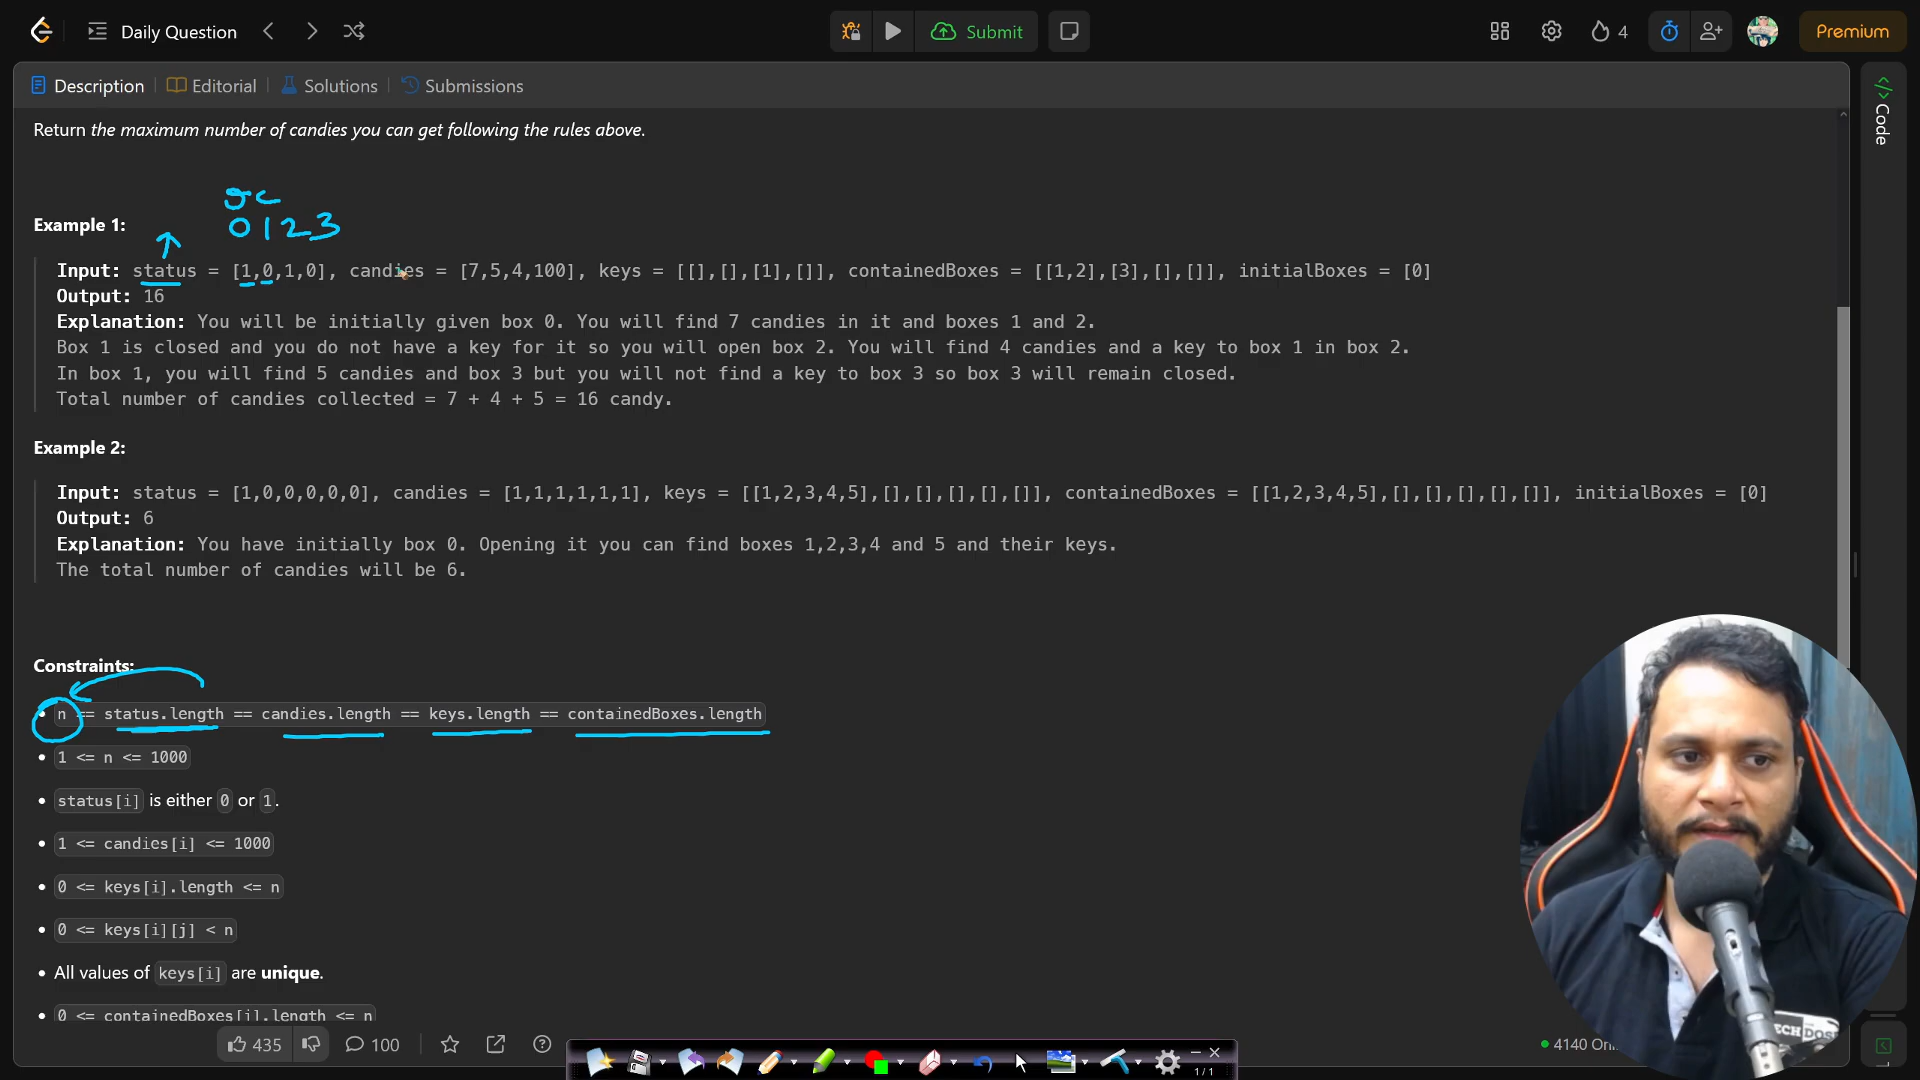 Daily Question
Submit
4
Premium
Description
Editorial
Solutions
Submissions
Code
Return the maximum number of candies you can get following the rules above.
0 1 2 3
Example 1:
Input: status = [1,0,1,0], candies = [7,5,4,100], keys = [[],[],[1],[]], containedBoxes = [[1,2],[3],[],[]], initialBoxes = [0]
Output: 16
Explanation: You will be initially given box 0. You will find 7 candies in it and boxes 1 and 2.
Box 1 is closed and you do not have a key for it so you will open box 2. You will find 4 candies and a key to box 1 in box 2.
In box 1, you will find 5 candies and box 3 but you will not find a key to box 3 so box 3 will remain closed.
Total number of candies collected = 7 + 4 + 5 = 16 candy.
Example 2:
Input: status = [1,0,0,0,0,0], candies = [1,1,1,1,1,1], keys = [[1,2,3,4,5],[],[],[],[],[]], containedBoxes = [[1,2,3,4,5],[],[],[],[],[]], initialBoxes = [0]
Output: 6
Explanation: You have initially box 0. Opening it you can find boxes 1,2,3,4 and 5 and their keys.
The total number of candies will be 6.
Constraints:
n == status.length == candies.length == keys.length == containedBoxes.length
1 <= n <= 1000
status[i] is either 0 or 1.
1 <= candies[i] <= 1000
0 <= keys[i].length <= n
0 <= keys[i][j] < n
All values of keys[i] are unique.
0 <= containedBoxes[i].length <= n
435
100
4140 Onli
1/1
TECH DOSE